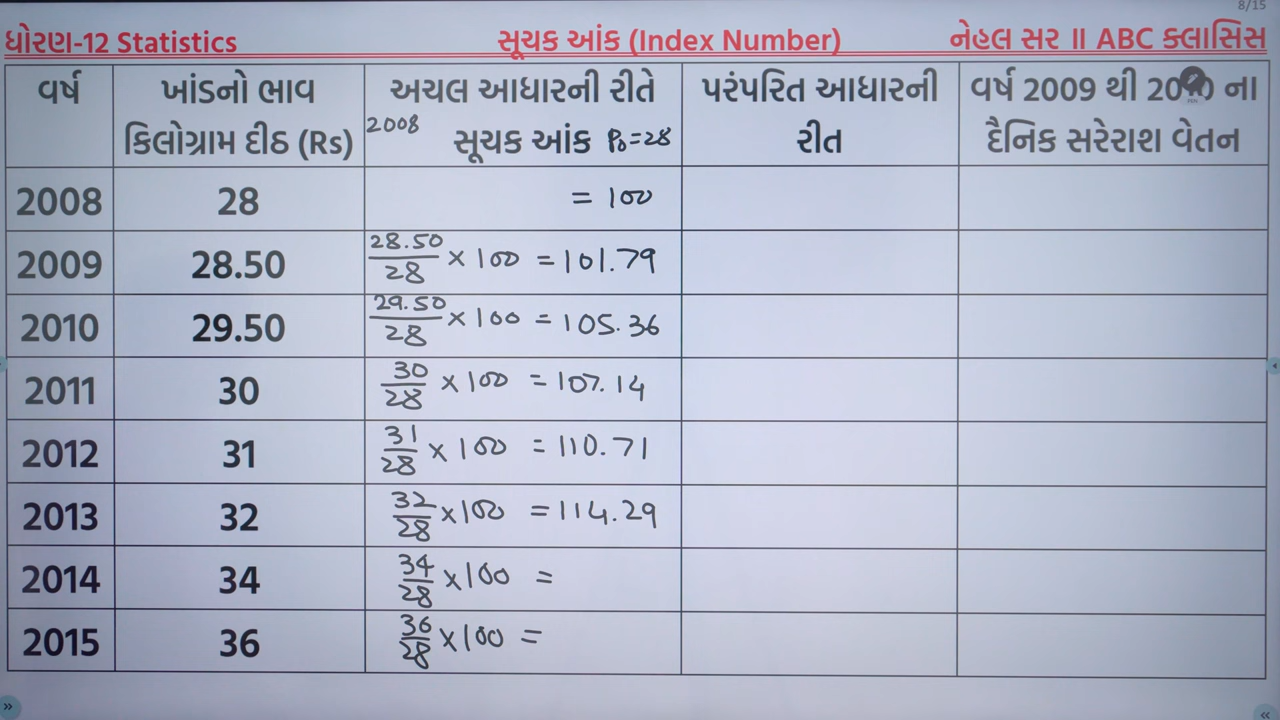 8/15
ધોરણ-12 Statistics સૂચક આંક (Index Number) નેહલ સર ॥ ABC ક્લાસિસ
વર્ષ ખાંડનો ભાવ કિલોગ્રામ દીઠ (Rs) અચલ આધારની રીતે સૂચક આંક 2008 P₀=28 પરંપરિત આધારની રીત વર્ષ 2009 થી ના દૈનિક સરેરાશ વેતન
2008 28 = 100
2009 28.50 28.50/28 × 100 = 101.79
2010 29.50 29.50/28 × 100 = 105.36
2011 30 30/28 × 100 = 107.14
2012 31 31/28 × 100 = 110.71
2013 32 32/28 × 100 = 114.29
2014 34 34/28 × 100 =
2015 36 36/28 × 100 =